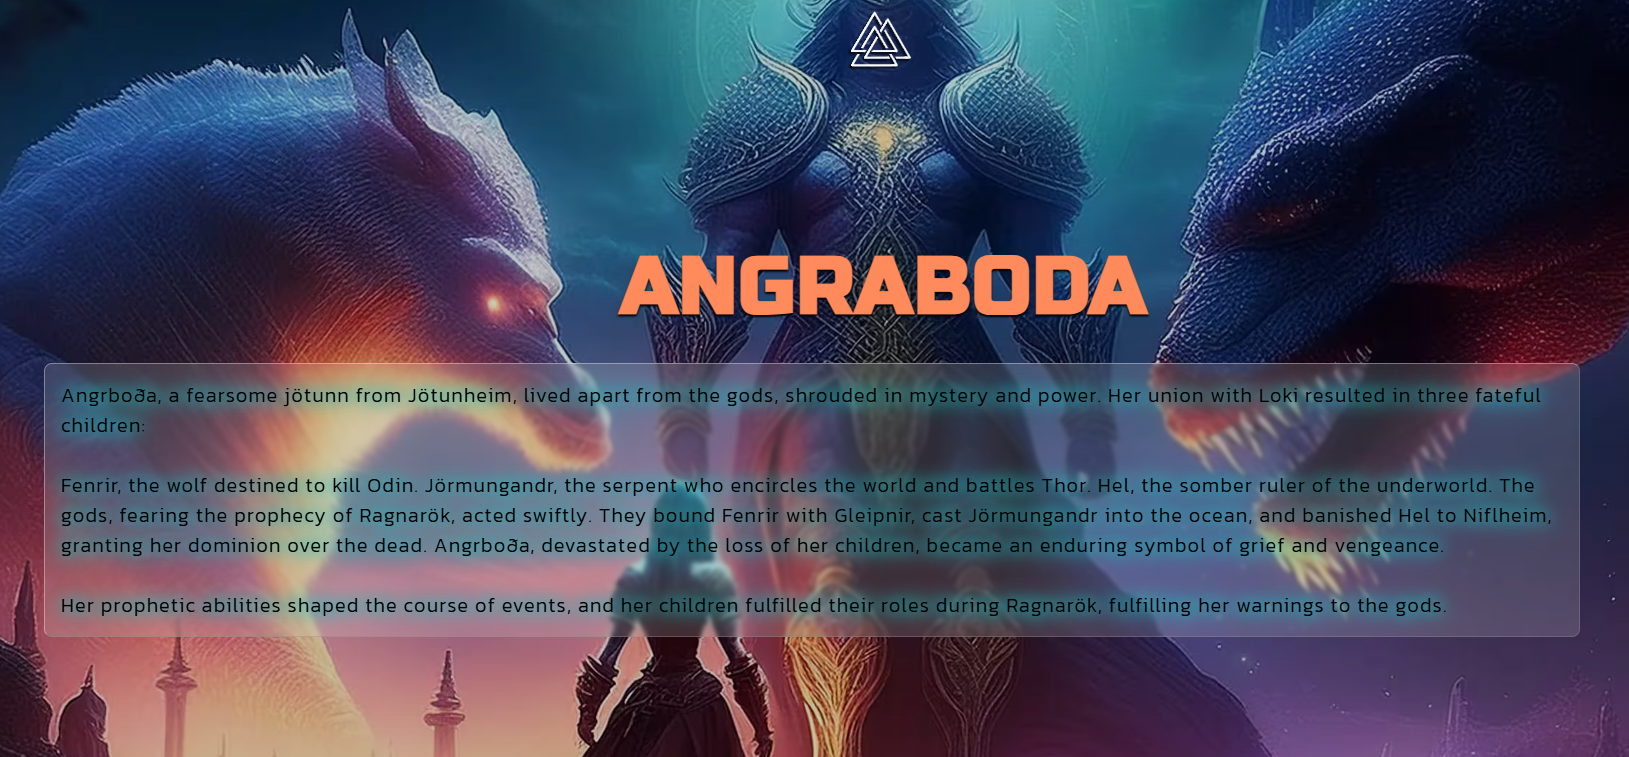 ANGRABODA
Angrboða, a fearsome jötunn from Jötunheim, lived apart from the gods, shrouded in mystery and power. Her union with Loki resulted in three fateful
children:
Fenrir, the wolf destined to kill Odin. Jörmungandr, the serpent who encircles the world and battles Thor. Hel, the somber ruler of the underworld. The
gods, fearing the prophecy of Ragnarök, acted swiftly. They bound Fenrir with Gleipnir, cast Jörmungandr into the ocean, and banished Hel to Niflheim,
granting her dominion over the dead. Angrboða, devastated by the loss of her children, became an enduring symbol of grief and vengeance.
Her prophetic abilities shaped the course of events, and her children fulfilled their roles during Ragnarök, fulfilling her warnings to the gods.